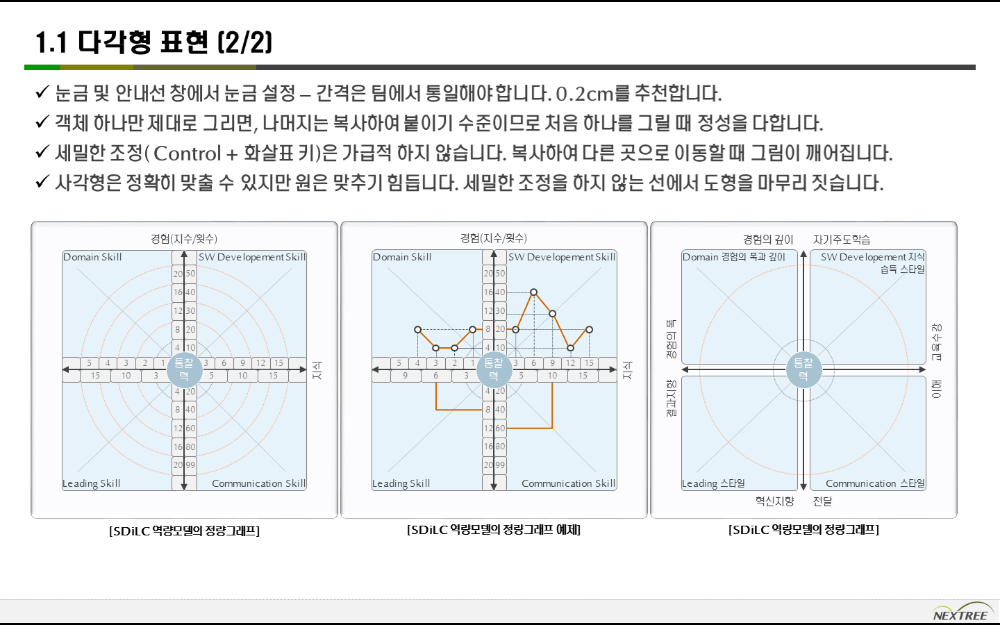 1.1 다각형 표현 (2/2)
✓ 눈금 및 안내선 창에서 눈금 설정 – 간격은 팀에서 통일해야 합니다. 0.2cm를 추천합니다.
✓ 객체 하나만 제대로 그리면, 나머지는 복사하여 붙이기 수준이므로 처음 하나를 그릴 때 정성을 다합니다.
✓ 세밀한 조정( Control + 화살표 키)은 가급적 하지 않습니다. 복사하여 다른 곳으로 이동할 때 그림이 깨어집니다.
✓ 사각형은 정확히 맞출 수 있지만 원은 맞추기 힘듭니다. 세밀한 조정을 하지 않는 선에서 도형을 마무리 짓습니다.
경험(지수/횟수)
Domain Skill
SW Developement Skill
20 50
16 40
12 30
8 20
4 10
5 4 3 2 1
3 6 9 12 15
통찰
력
지식
15 10 3
5 10 15
4 20
8 40
12 60
16 80
20 99
Leading Skill
Communication Skill
[SDiLC 역량모델의 정량그래프]
경험(지수/횟수)
Domain Skill
SW Developement Skill
20 50
16 40
12 30
8 20
4 10
5 4 3 2 1
3 6 9 12 15
통찰
력
지식
9 6 3
5 10 15
4 20
8 40
12 60
16 80
20 99
Leading Skill
Communication Skill
[SDiLC 역량모델의 정량그래프 예제]
경험의 깊이
자기주도학습
Domain 경험의 폭과 깊이
SW Developement 지식
습득 스타일
경험의 폭
교육수강
통찰
력
결과지향
이해
Leading 스타일
Communication 스타일
혁신지향
전달
[SDiLC 역량모델의 정량그래프]
NEXTREE